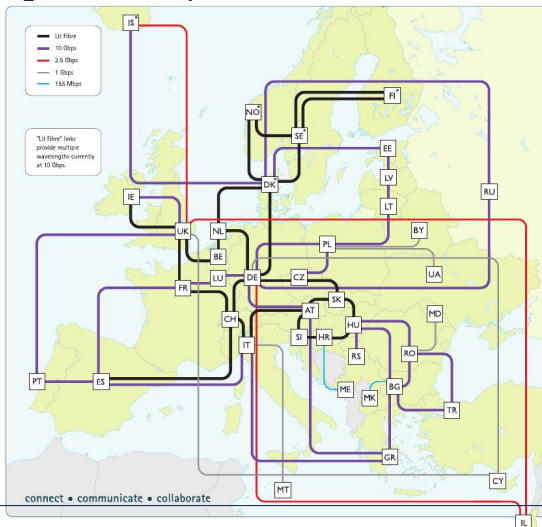 IS*
Lit Fibre
10 Gbps
2.5 Gbps
1 Gbps
155 Mbps
"Lit Fibre" links
provide multiple
wavelengths currently
at 10 Gbps.
NO*
FI*
SE*
EE
DK*
LV
RU
IE
LT
UK
NL
BY
PL
BE
LU
DE
CZ
UA
FR
SK
CH
AT
HU
MD
IT
SI
HR
RS
RO
PT
ES
ME
MK
BG
TR
GR
MT
CY
connect • communicate • collaborate
IL